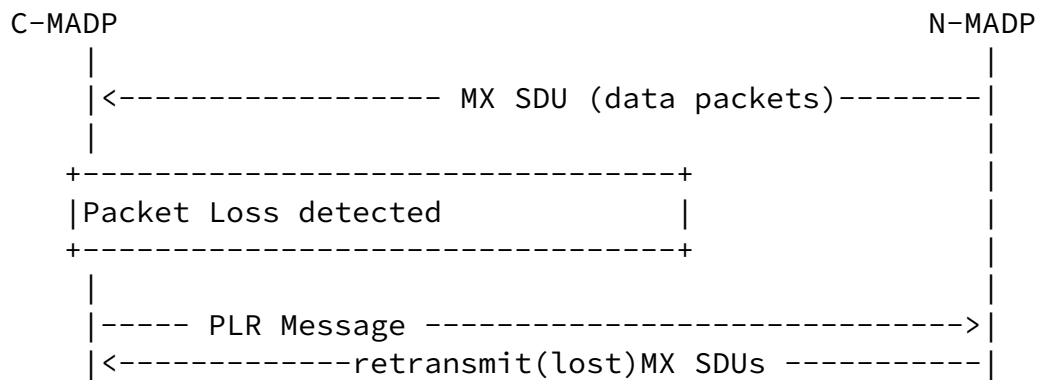 C-MADP N-MADP
|<------------------ MX SDU (data packets)--------|
+---------------------------------+
|Packet Loss detected |
+---------------------------------+
|----- PLR Message ------------------------------>|
|<-------------retransmit(lost)MX SDUs -----------|